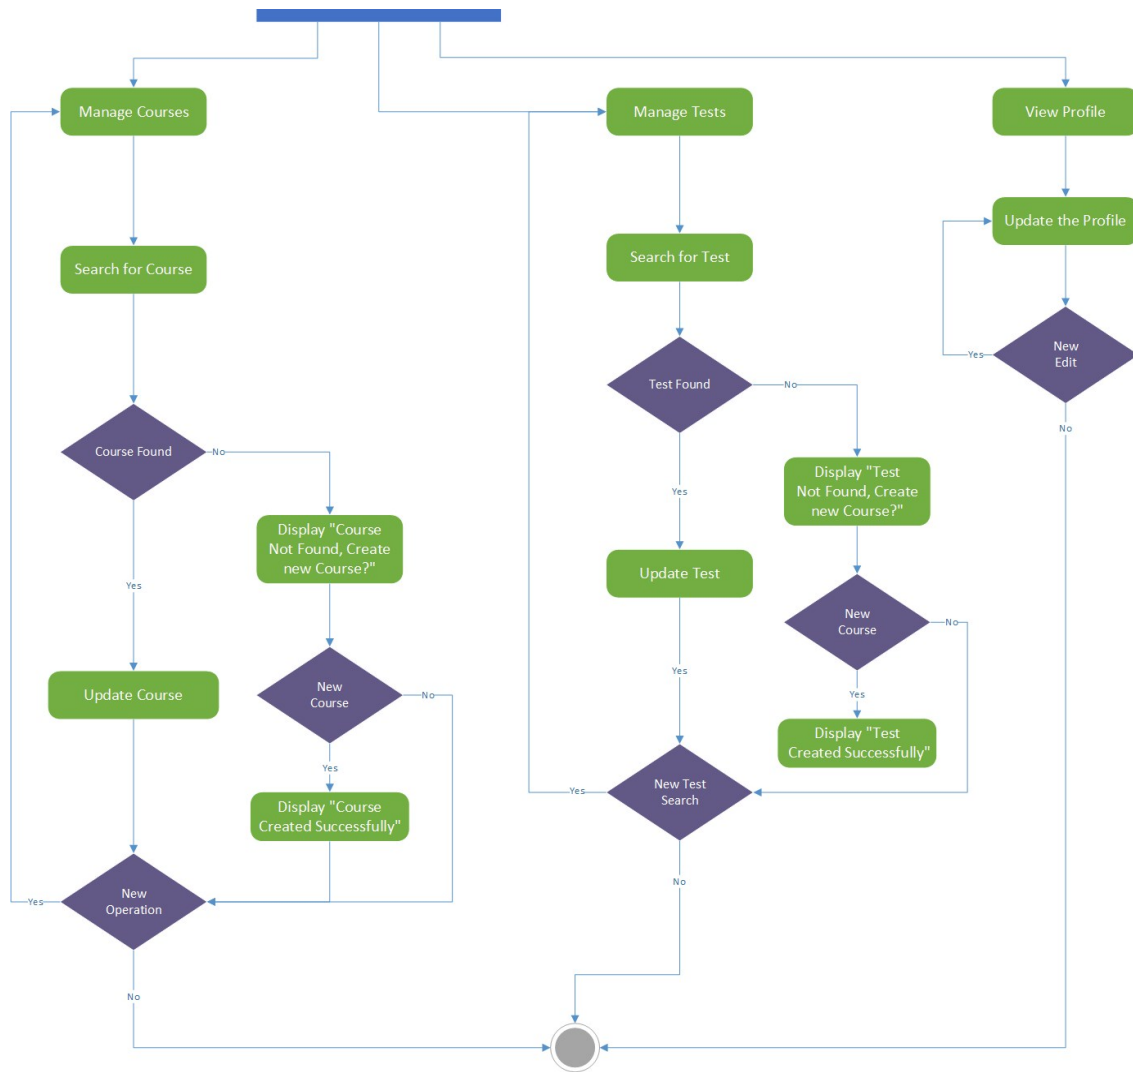 Manage Courses
Manage Tests
View Profile
Update the Profile
Search for Test
Search for Course
New
Edit
Yes
No
Test Found
No
Course Found
No
Display "Test
Not Found, Create
new Course?"
Yes
Display "Course
Not Found, Create
new Course?"
Update Test
Yes
New
Course
No
Yes
Update Course
New
Course
No
Yes
Display "Test
Created Successfully"
Yes
New Test
Search
Yes
Display "Course
Created Successfully"
No
New
Operation
Yes
No